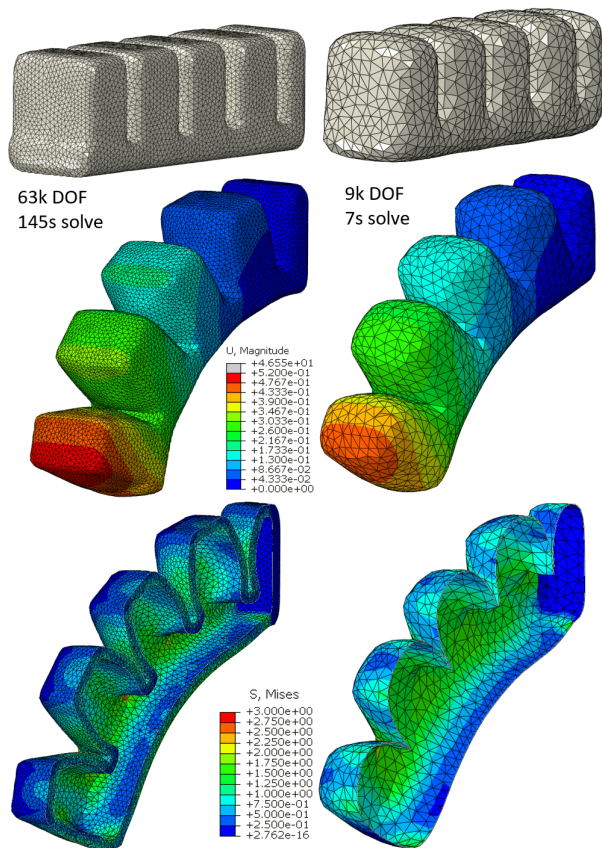 63k DOF
145s solve
9k DOF
7s solve
U, Magnitude
+4.655e+01
+5.200e-01
+4.767e-01
+4.333e-01
+3.900e-01
+3.467e-01
+3.033e-01
+2.600e-01
+2.167e-01
+1.733e-01
+1.300e-01
+8.667e-02
+4.333e-02
+0.000e+00
S, Mises
+3.000e+00
+2.750e+00
+2.500e+00
+2.250e+00
+2.000e+00
+1.750e+00
+1.500e+00
+1.250e+00
+1.000e+00
+7.500e-01
+5.000e-01
+2.500e-01
+2.762e-16